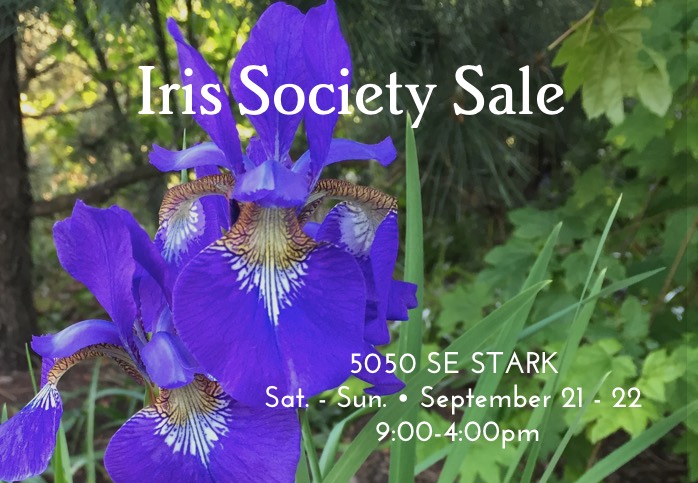 Iris Society Sale
5050 SE STARK
Sat. - Sun. • September 21 - 22
9:00-4:00pm